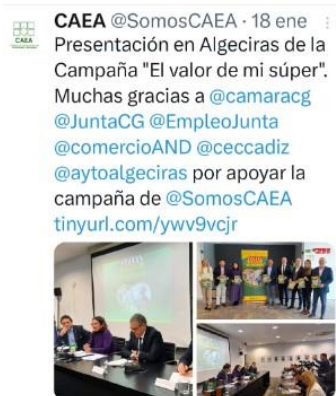 CAEA @SomosCAEA · 18 ene
CAEA
Presentación en Algeciras de la
Campaña "El valor de mi súper".
Muchas gracias a @camaracg
@JuntaCG @EmpleoJunta
@comercioAND @ceccadiz
@aytoalgeciras por apoyar la
campaña de @SomosCAEA
tinyurl.com/ywv9vcjr